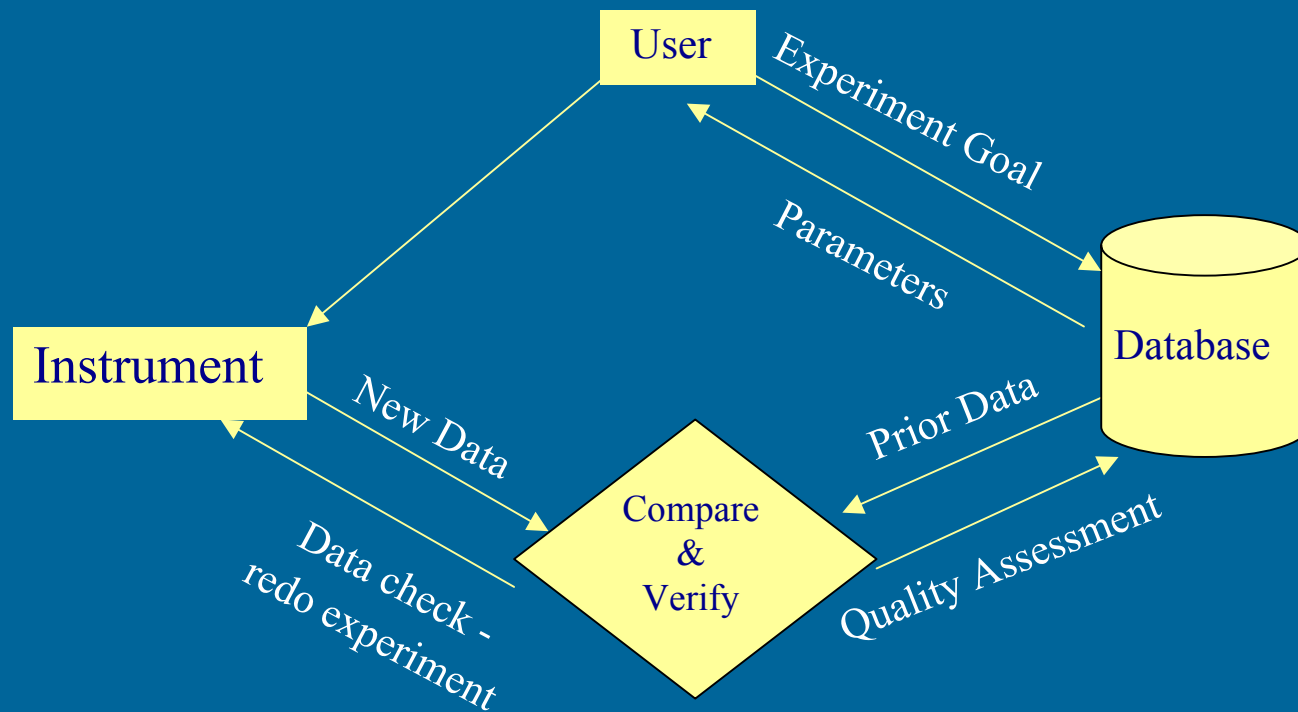 User
Experiment Goal
Parameters
Database
Instrument
New Data
Prior Data
Compare
&
Verify
Data check -
redo experiment
Quality Assessment